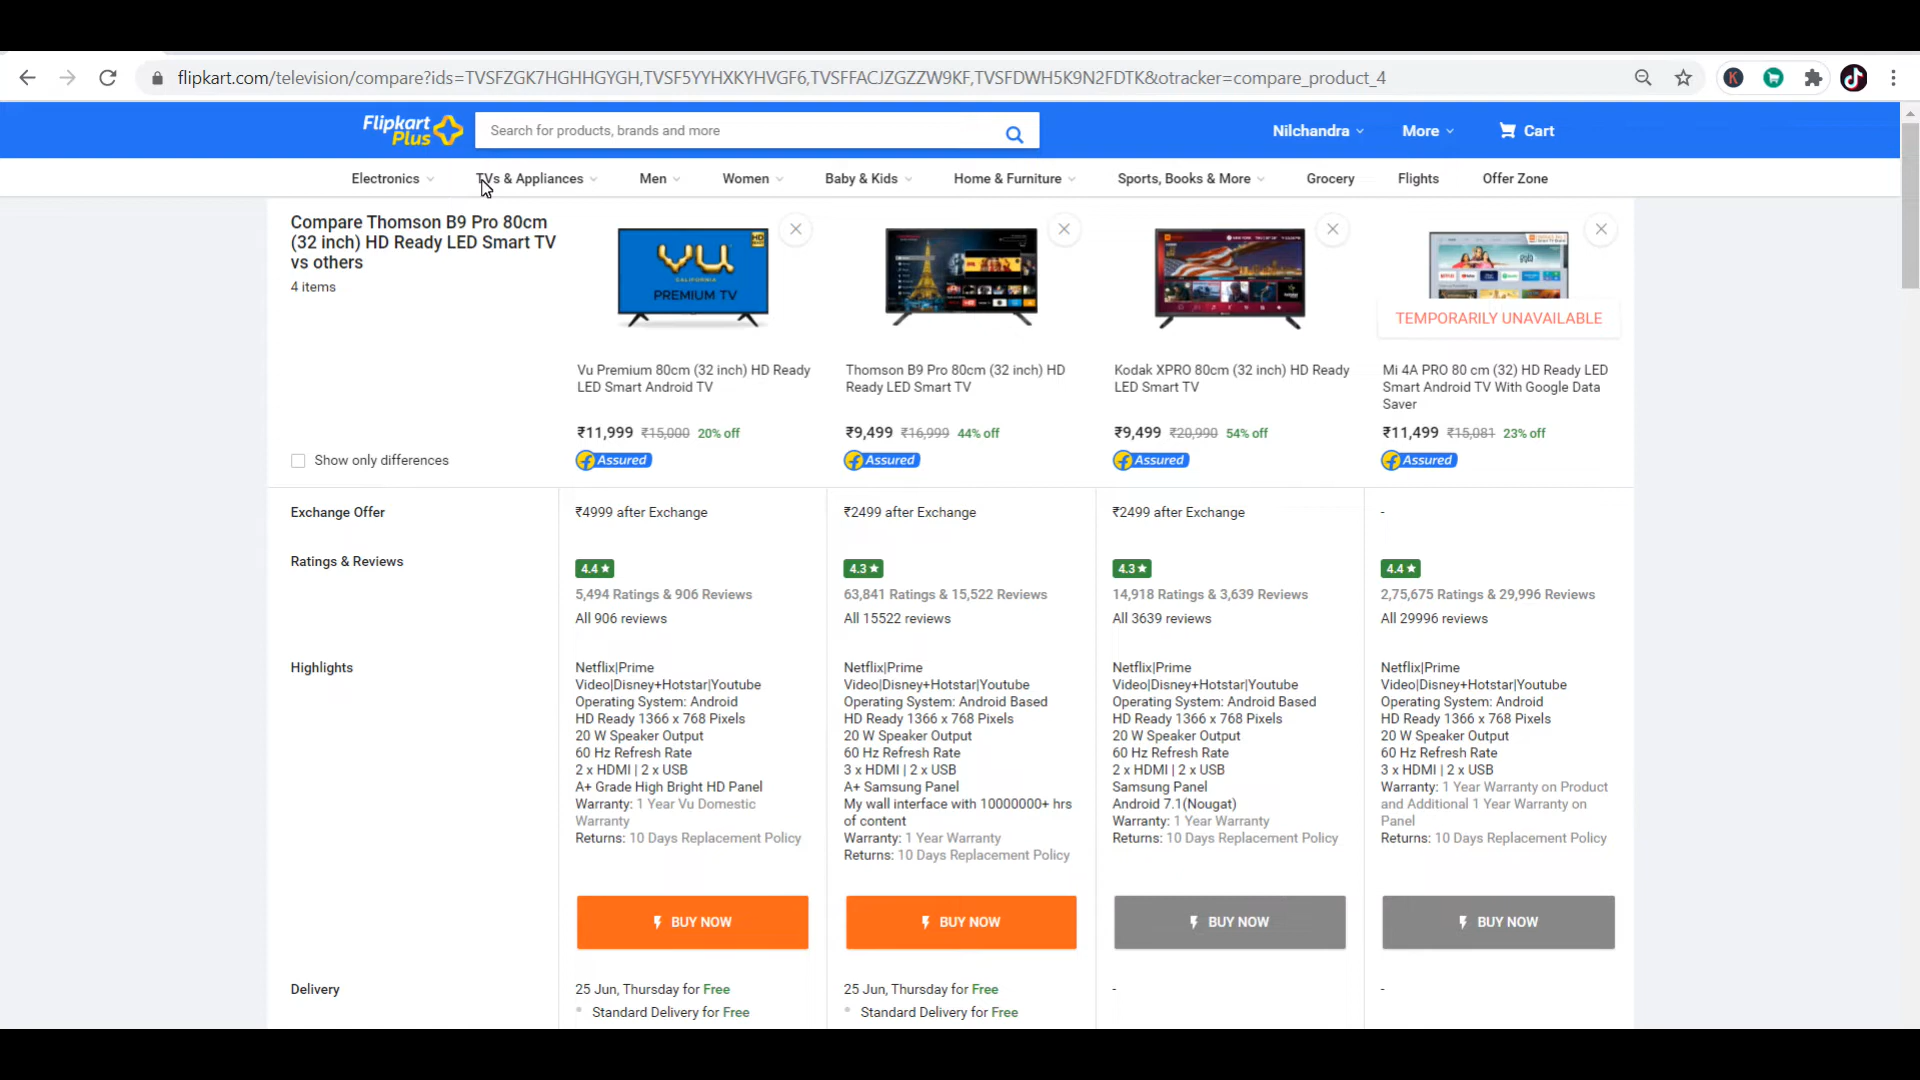 flipkart.com/television/compare?ids=TVSFZGK7HGHHGYGH,TVSF5YYHXKYHVGF6,TVSFFACJZGZZW9KF,TVSFDWH5K9N2FDTK&otracker=compare_product_4
K
Flipkart
Plus
Search for products, brands and more
Nilchandra
More
Cart
Electronics
TVs & Appliances
Men
Women
Baby & Kids
Home & Furniture
Sports, Books & More
Grocery
Flights
Offer Zone
Compare Thomson B9 Pro 80cm
(32 inch) HD Ready LED Smart TV
vs others
4 items
Show only differences
HD
VU
CALIFORNIA
PREMIUM TV
Vu Premium 80cm (32 inch) HD Ready
LED Smart Android TV
₹11,999 ₹15,000 20% off
Assured
Thomson B9 Pro 80cm (32 inch) HD
Ready LED Smart TV
₹9,499 ₹16,999 44% off
Assured
Kodak XPRO 80cm (32 inch) HD Ready
LED Smart TV
₹9,499 ₹20,990 54% off
Assured
TEMPORARILY UNAVAILABLE
Mi 4A PRO 80 cm (32) HD Ready LED
Smart Android TV With Google Data
Saver
₹11,499 ₹15,081 23% off
Assured
Exchange Offer
₹4999 after Exchange
₹2499 after Exchange
₹2499 after Exchange
-
Ratings & Reviews
4.4 ★
5,494 Ratings & 906 Reviews
All 906 reviews
4.3 ★
63,841 Ratings & 15,522 Reviews
All 15522 reviews
4.3 ★
14,918 Ratings & 3,639 Reviews
All 3639 reviews
4.4 ★
2,75,675 Ratings & 29,996 Reviews
All 29996 reviews
Highlights
Netflix|Prime
Video|Disney+Hotstar|Youtube
Operating System: Android
HD Ready 1366 x 768 Pixels
20 W Speaker Output
60 Hz Refresh Rate
2 x HDMI | 2 x USB
A+ Grade High Bright HD Panel
Warranty: 1 Year Vu Domestic
Warranty
Returns: 10 Days Replacement Policy
Netflix|Prime
Video|Disney+Hotstar|Youtube
Operating System: Android Based
HD Ready 1366 x 768 Pixels
20 W Speaker Output
60 Hz Refresh Rate
3 x HDMI | 2 x USB
A+ Samsung Panel
My wall interface with 10000000+ hrs
of content
Warranty: 1 Year Warranty
Returns: 10 Days Replacement Policy
Netflix|Prime
Video|Disney+Hotstar|Youtube
Operating System: Android Based
HD Ready 1366 x 768 Pixels
20 W Speaker Output
60 Hz Refresh Rate
2 x HDMI | 2 x USB
Samsung Panel
Android 7.1(Nougat)
Warranty: 1 Year Warranty
Returns: 10 Days Replacement Policy
Netflix|Prime
Video|Disney+Hotstar|Youtube
Operating System: Android
HD Ready 1366 x 768 Pixels
20 W Speaker Output
60 Hz Refresh Rate
3 x HDMI | 2 x USB
Warranty: 1 Year Warranty on Product
and Additional 1 Year Warranty on
Panel
Returns: 10 Days Replacement Policy
BUY NOW
BUY NOW
BUY NOW
BUY NOW
Delivery
25 Jun, Thursday for Free
Standard Delivery for Free
25 Jun, Thursday for Free
Standard Delivery for Free
-
-